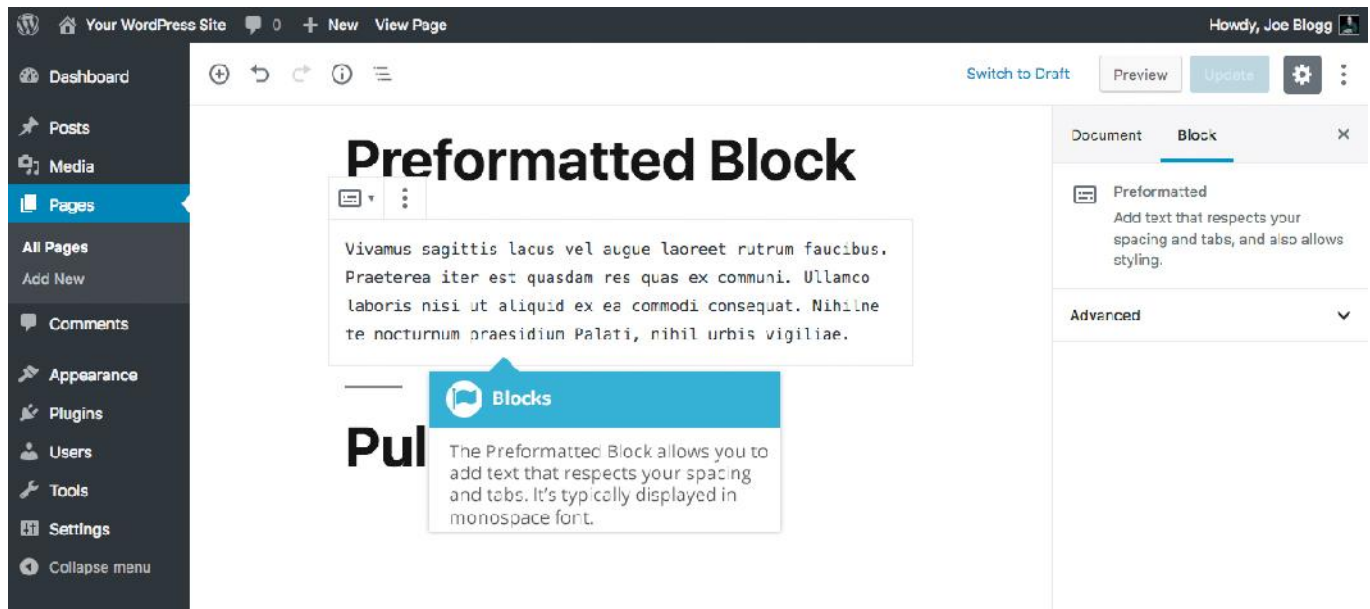 Your WordPress Site 0 + New View Page Howdy, Joe Blogg
Dashboard
Posts
Media
Pages
All Pages
Add New
Comments
Appearance
Plugins
Users
Tools
Settings
Collapse menu
Switch to Draft Preview Update
Preformatted Block
Vivamus sagittis lacus vel augue laoreet rutrum faucibus.
Praeterea iter est quasdam res quas ex communi. Ullamco
laboris nisi ut aliquid ex ea commodi consequat. Nihilne
te nocturnum praesidium Palati, nihil urbis vigiliae.
Pul
Blocks
The Preformatted Block allows you to
add text that respects your spacing
and tabs. It's typically displayed in
monospace font.
Document Block
Preformatted
Add text that respects your
spacing and tabs, and also allows
styling.
Advanced